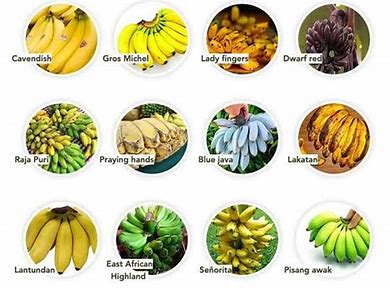 Cavendish
Gros Michel
Lady fingers
Dwarf red
Raja Puri
Praying hands
Blue java
Lakatan
Lantundan
East African
Highland
Señorita
Pisang awak